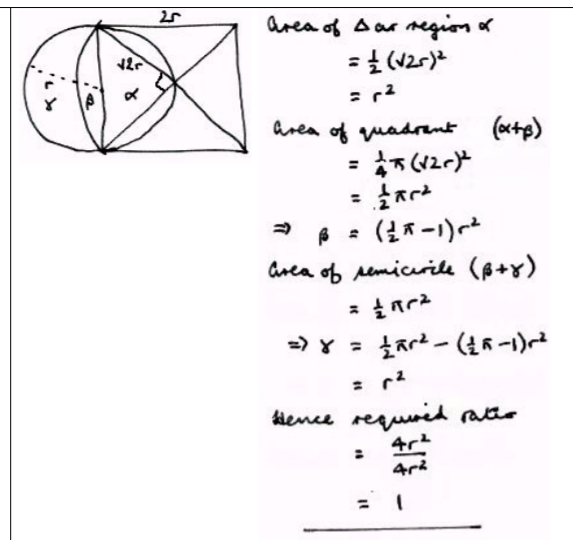 2r
√2r
r
γ
β
α
Area of Δar region α
= 1/2 (√2r)²
= r²
Area of quadrant (α+β)
= 1/4 π (√2r)²
= 1/2 πr²
⇒ β = (1/2 π - 1) r²
Area of semicircle (β+γ)
= 1/2 πr²
⇒ γ = 1/2 πr² - (1/2 π - 1) r²
= r²
Hence required ratio
= 4r²/4r²
= 1